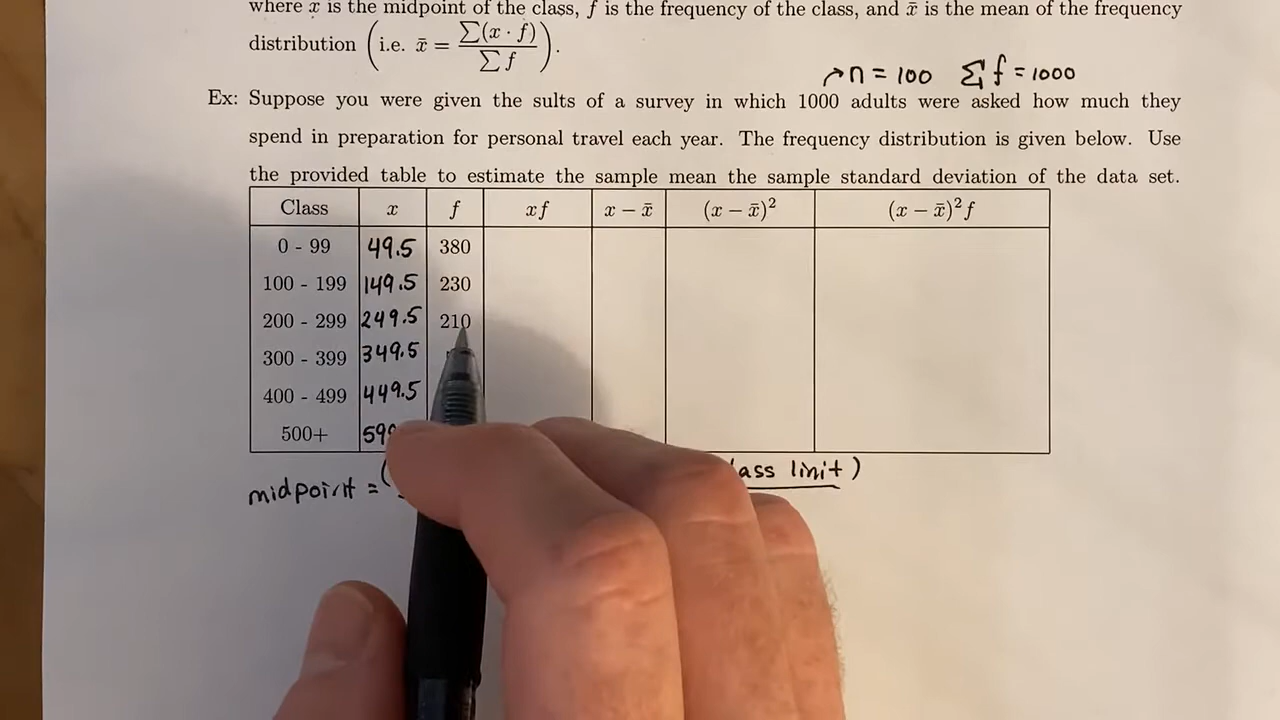 where x is the midpoint of the class, f is the frequency of the class, and x̄ is the mean of the frequency
distribution (i.e. x̄ = ∑(x · f) / ∑ f).
n = 100 ∑ f = 1000
Ex: Suppose you were given the sults of a survey in which 1000 adults were asked how much they
spend in preparation for personal travel each year. The frequency distribution is given below. Use
the provided table to estimate the sample mean the sample standard deviation of the data set.
Class x f xf x − x̄ (x − x̄)² (x − x̄)² f
0 - 99 49.5 380
100 - 199 149.5 230
200 - 299 249.5 210
300 - 399 349.5
400 - 499 449.5
500+
midpoint = ( limit )